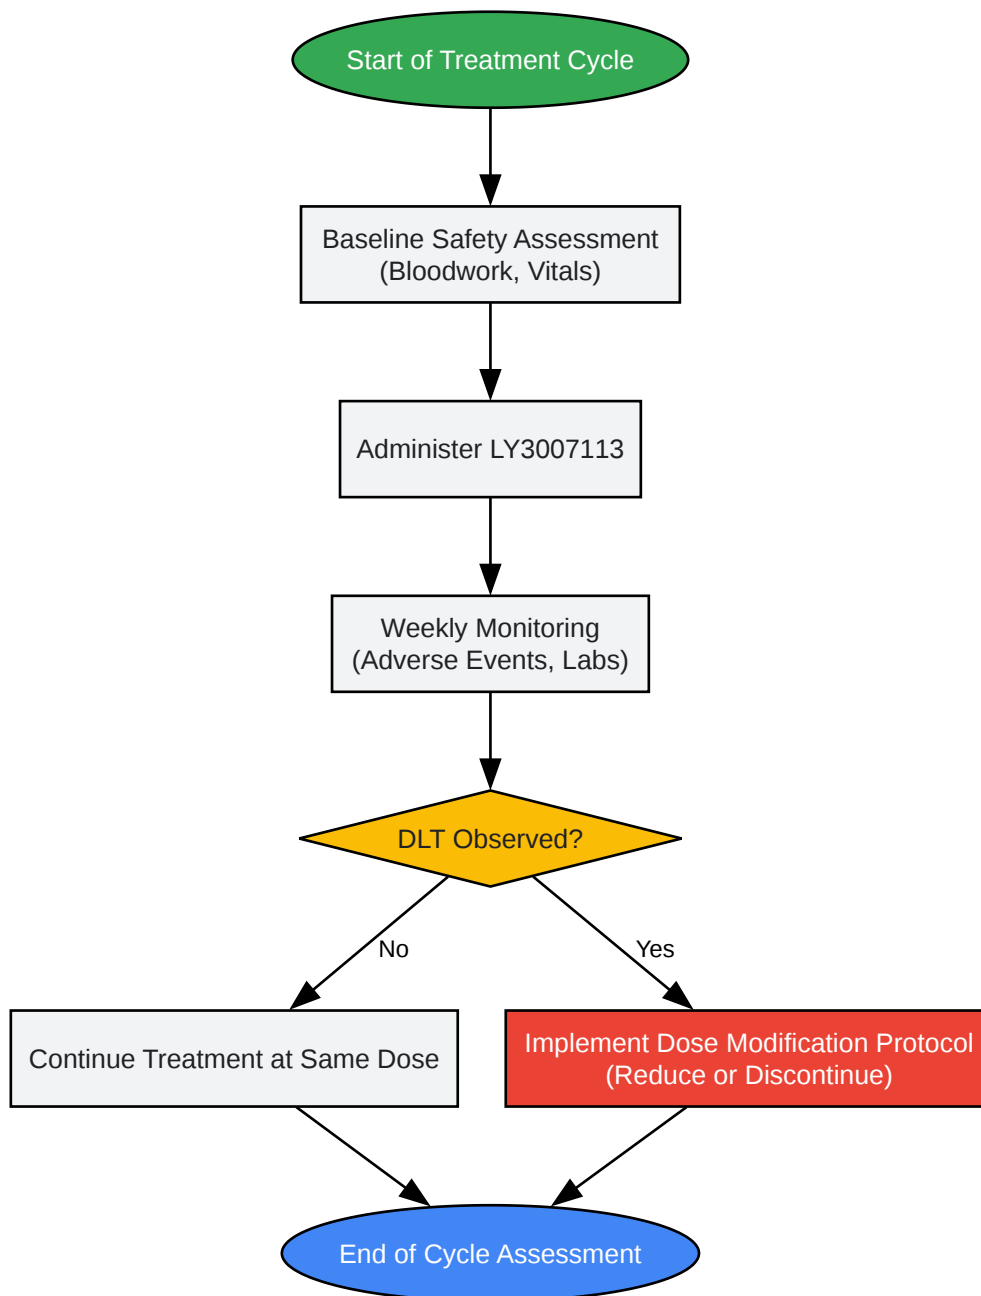 Start of Treatment Cycle
Baseline Safety Assessment
(Bloodwork, Vitals)
Administer LY3007113
Weekly Monitoring
(Adverse Events, Labs)
DLT Observed?
No
Yes
Continue Treatment at Same Dose
Implement Dose Modification Protocol
(Reduce or Discontinue)
End of Cycle Assessment